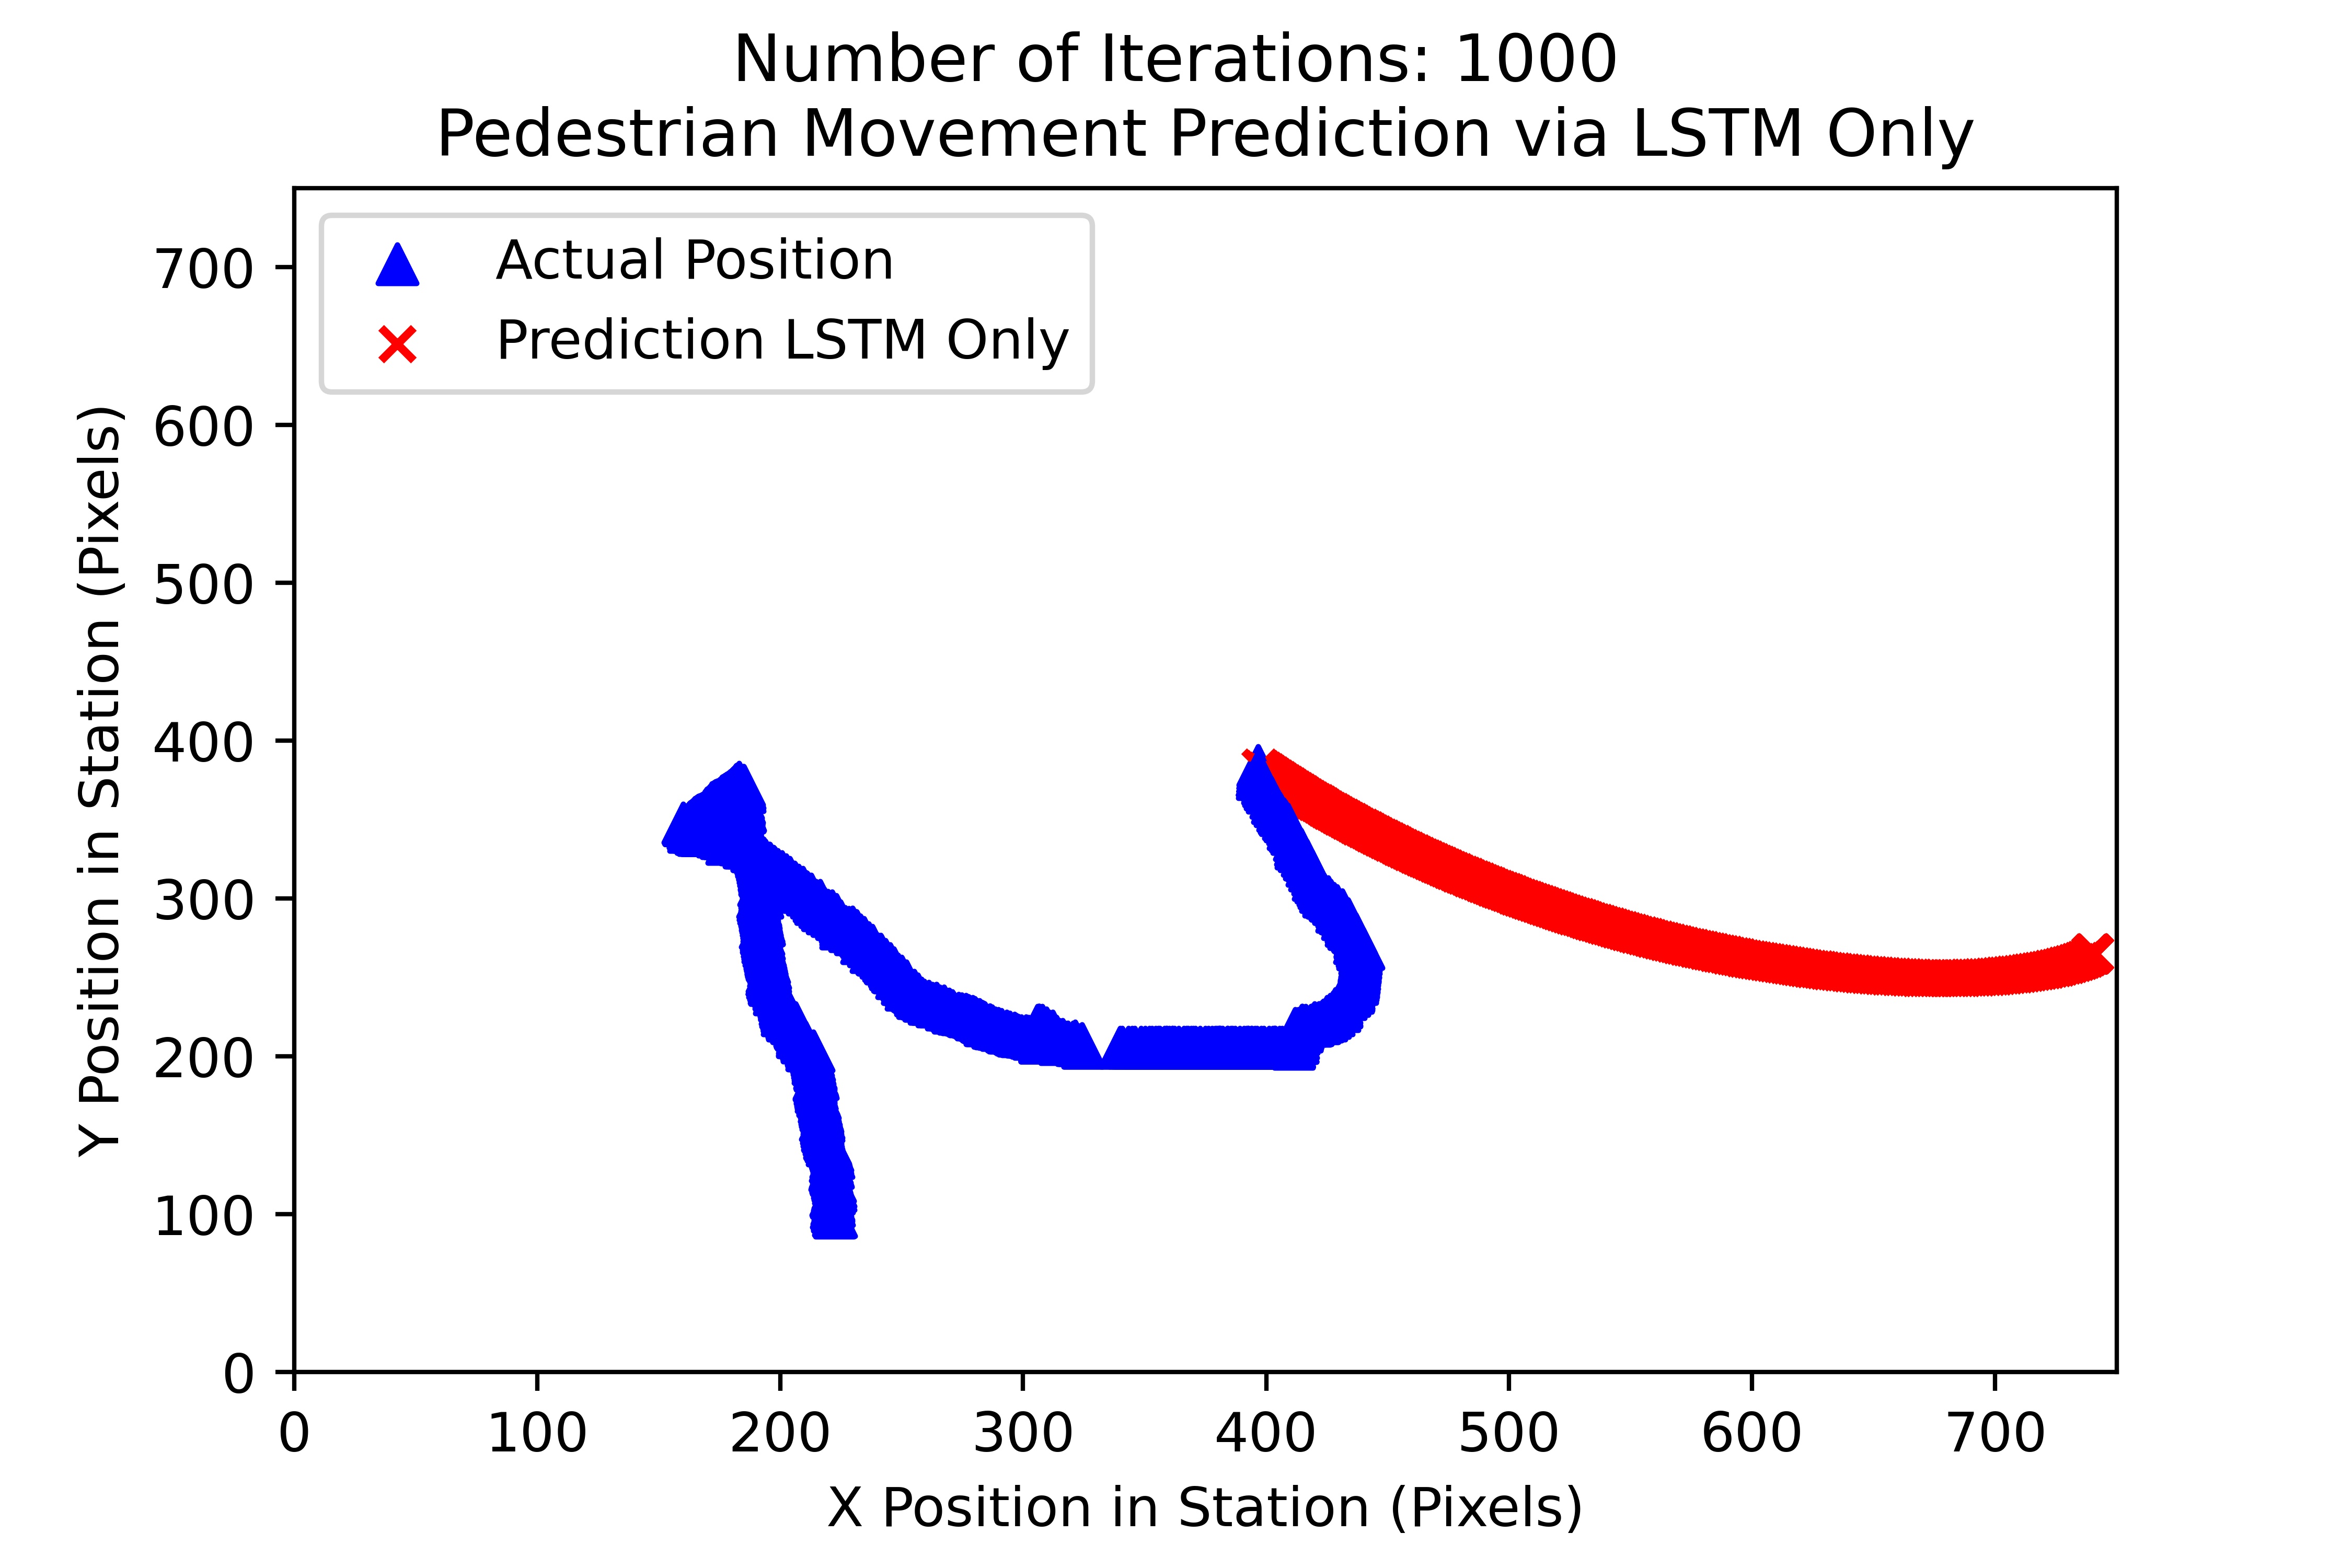 Number of Iterations: 1000
Pedestrian Movement Prediction via LSTM Only
Actual Position
Prediction LSTM Only
Y Position in Station (Pixels)
700
600
500
400
300
200
100
0
0 100 200 300 400 500 600 700
X Position in Station (Pixels)